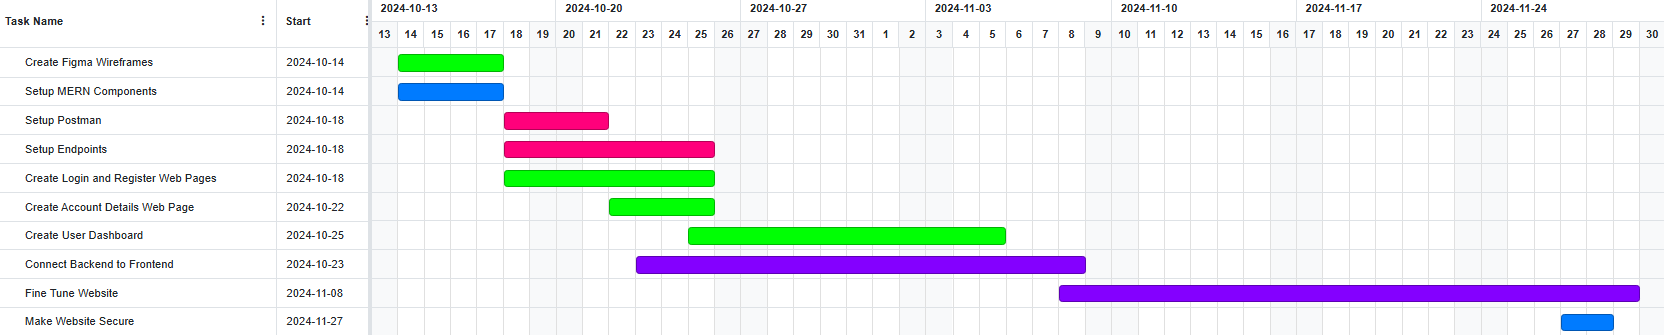 Task Name Start 2024-10-13 2024-10-20 2024-10-27 2024-11-03 2024-11-10 2024-11-17 2024-11-24
13 14 15 16 17 18 19 20 21 22 23 24 25 26 27 28 29 30 31 1 2 3 4 5 6 7 8 9 10 11 12 13 14 15 16 17 18 19 20 21 22 23 24 25 26 27 28 29 30
Create Figma Wireframes 2024-10-14
Setup MERN Components 2024-10-14
Setup Postman 2024-10-18
Setup Endpoints 2024-10-18
Create Login and Register Web Pages 2024-10-18
Create Account Details Web Page 2024-10-22
Create User Dashboard 2024-10-25
Connect Backend to Frontend 2024-10-23
Fine Tune Website 2024-11-08
Make Website Secure 2024-11-27